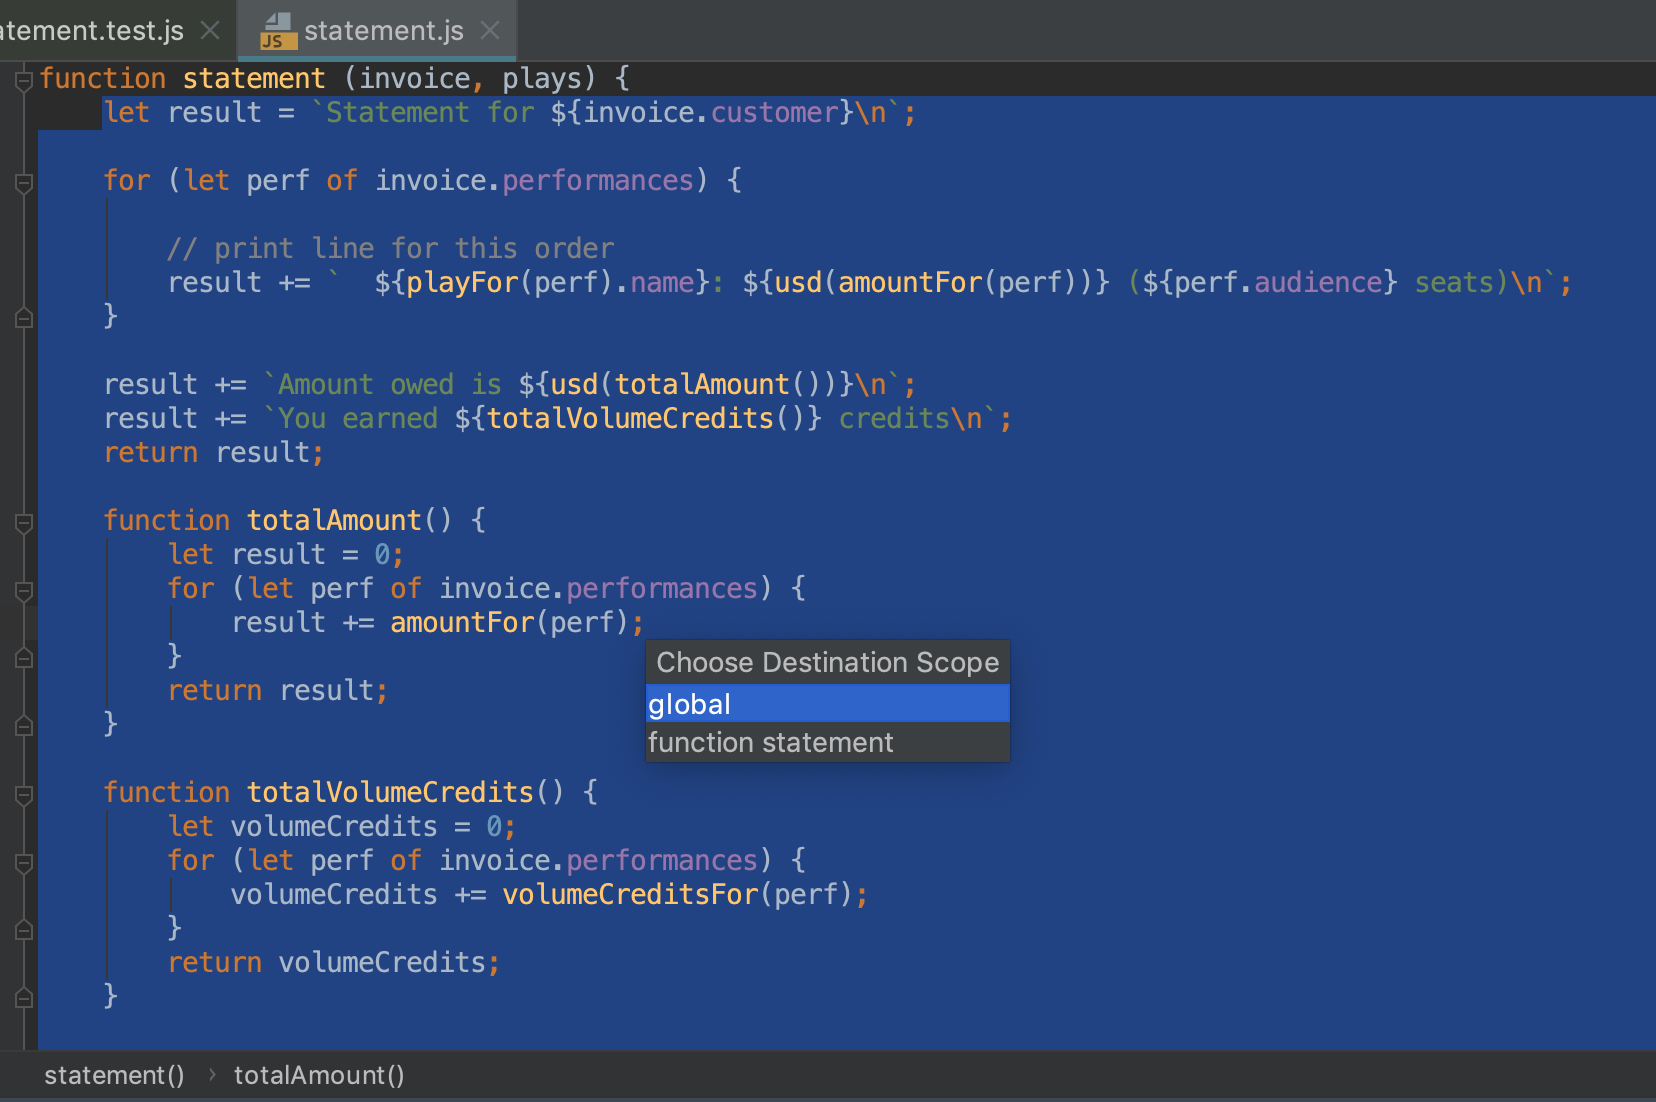 atement.test.js
JS statement.js
function statement (invoice, plays) {
let result = `Statement for ${invoice.customer}\n`;
for (let perf of invoice.performances) {
// print line for this order
result += `  ${playFor(perf).name}: ${usd(amountFor(perf))} (${perf.audience} seats)\n`;
}
result += `Amount owed is ${usd(totalAmount())}\n`;
result += `You earned ${totalVolumeCredits()} credits\n`;
return result;
function totalAmount() {
let result = 0;
for (let perf of invoice.performances) {
result += amountFor(perf);
}
return result;
}
Choose Destination Scope
global
function statement
function totalVolumeCredits() {
let volumeCredits = 0;
for (let perf of invoice.performances) {
volumeCredits += volumeCreditsFor(perf);
}
return volumeCredits;
}
statement() › totalAmount()